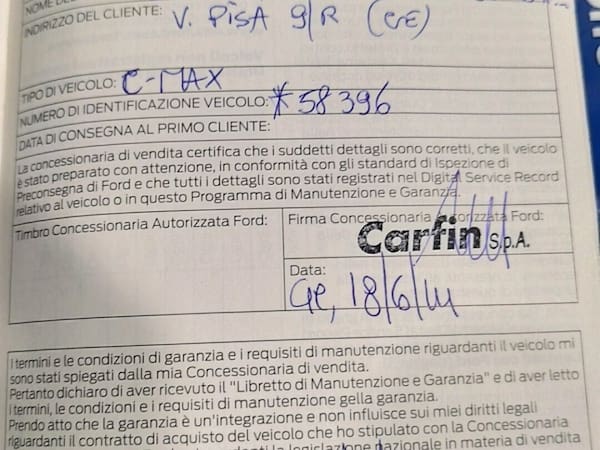 INDIRIZZO DEL CLIENTE: V. PISA 9/R (GE)
TIPO DI VEICOLO: C-MAX
NUMERO DI IDENTIFICAZIONE VEICOLO: *58396
DATA DI CONSEGNA AL PRIMO CLIENTE:
La concessionaria di vendita certifica che i suddetti dettagli sono corretti, che il veicolo
è stato preparato con attenzione, in conformità con gli standard di Ispezione di
Preconsegna di Ford e che tutti i dettagli sono stati registrati nel Digital Service Record
relativo al veicolo o in questo Programma di Manutenzione e Garanzia.
Timbro Concessionaria Autorizzata Ford:
Firma Concessionaria Autorizzata Ford:
Carfin S.p.A.
Data:
Ge, 18/6/14
I termini e le condizioni di garanzia e i requisiti di manutenzione riguardanti il veicolo mi
sono stati spiegati dalla mia Concessionaria di vendita.
Pertanto dichiaro di aver ricevuto il "Libretto di Manutenzione e Garanzia" e di aver letto
i termini, le condizioni e i requisiti di manutenzione gella garanzia.
Prendo atto che la garanzia è un'integrazione e non influisce sui miei diritti legali
riguardanti il contratto di acquisto del veicolo che ho stipulato con la Concessionaria
legislazione nazionale in materia di vendita